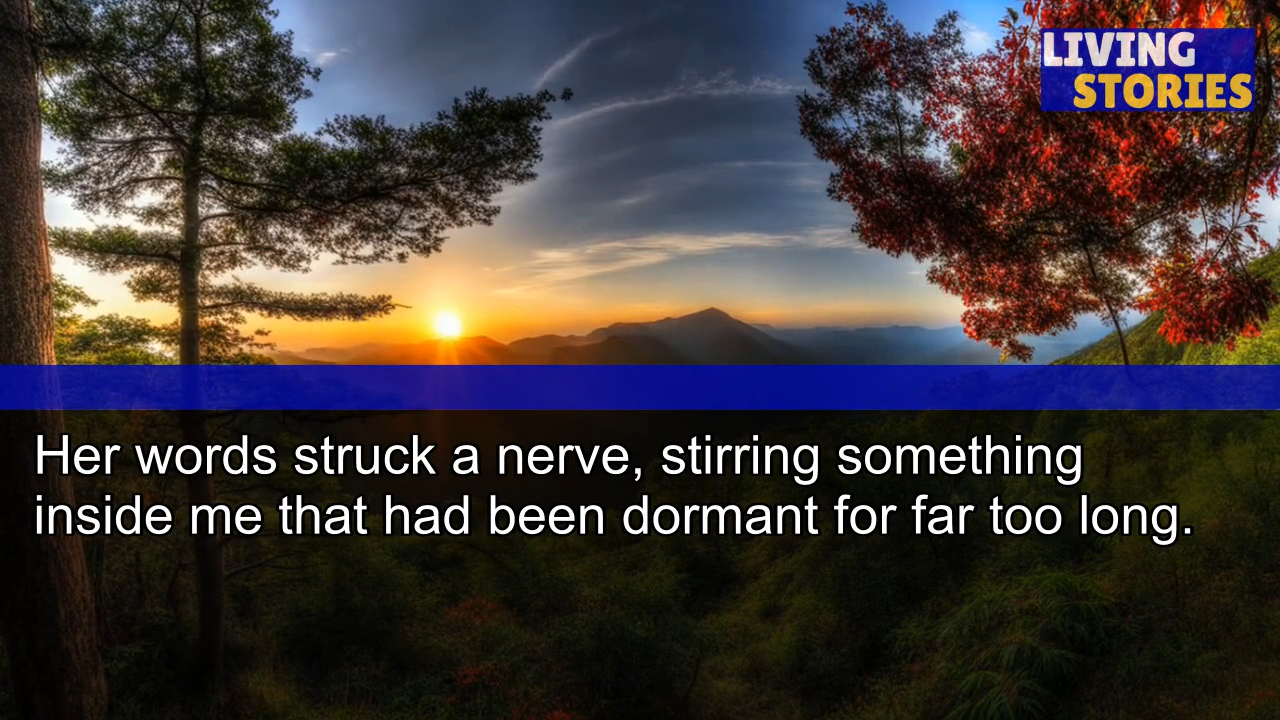 LIVING
STORIES
Her words struck a nerve, stirring something
inside me that had been dormant for far too long.